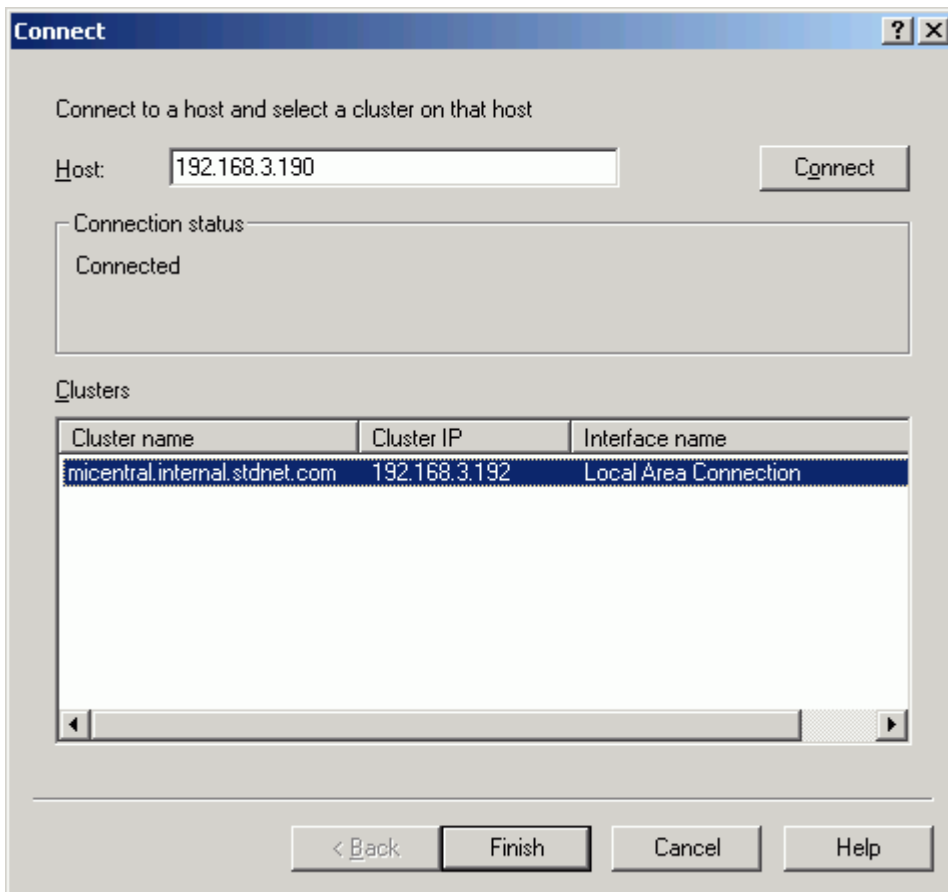 Connect
Connect to a host and select a cluster on that host
Host: 192.168.3.190 Connect
Connection status
Connected
Clusters
Cluster name Cluster IP Interface name
micentral.internal.stdnet.com 192.168.3.192 Local Area Connection
< Back Finish Cancel Help